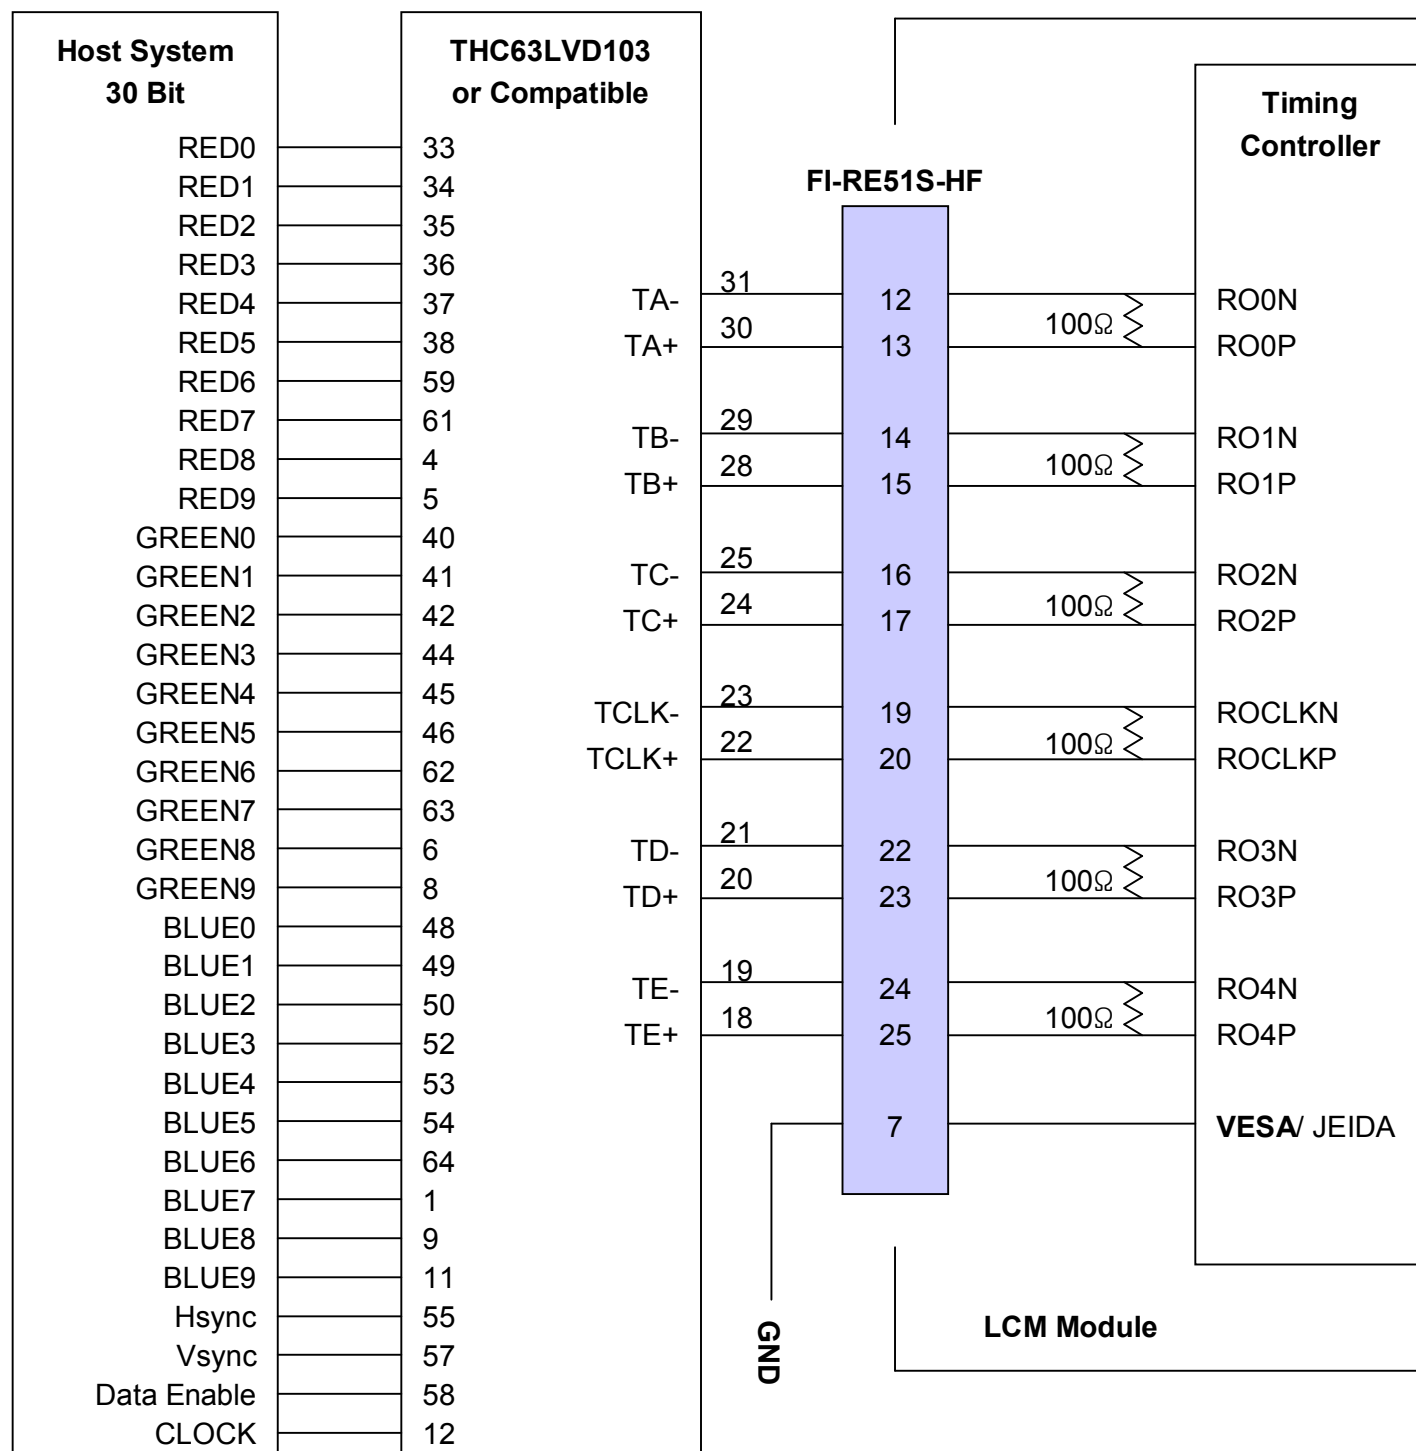 Host System
30 Bit
RED0
RED1
RED2
RED3
RED4
RED5
RED6
RED7
RED8
RED9
GREEN0
GREEN1
GREEN2
GREEN3
GREEN4
GREEN5
GREEN6
GREEN7
GREEN8
GREEN9
BLUE0
BLUE1
BLUE2
BLUE3
BLUE4
BLUE5
BLUE6
BLUE7
BLUE8
BLUE9
Hsync
Vsync
Data Enable
CLOCK
THC63LVD103
or Compatible
33
34
35
36
37
38
59
61
4
5
40
41
42
44
45
46
62
63
6
8
48
49
50
52
53
54
64
1
9
11
55
57
58
12
TA-
TA+
TB-
TB+
TC-
TC+
TCLK-
TCLK+
TD-
TD+
TE-
TE+
31
30
29
28
25
24
23
22
21
20
19
18
GND
FI-RE51S-HF
12
13
14
15
16
17
19
20
22
23
24
25
7
100Ω
100Ω
100Ω
100Ω
100Ω
100Ω
Timing
Controller
RO0N
RO0P
RO1N
RO1P
RO2N
RO2P
ROCLKN
ROCLKP
RO3N
RO3P
RO4N
RO4P
VESA/ JEIDA
LCM Module